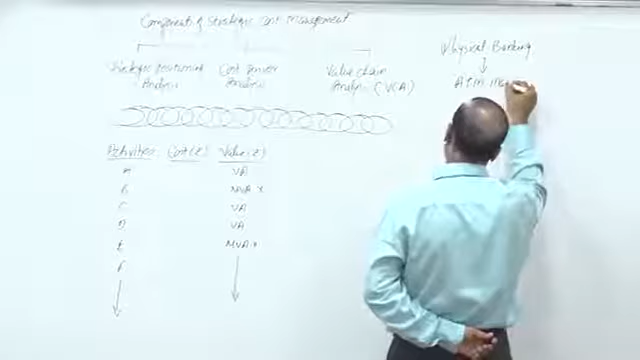 Components of Strategic Cost Management
Strategic Positioning Analysis
Cost Driver Analysis
Value chain Analysis (VCA)
Activities Cost(₹) Value(₹)
A VA
B NVA x
C VA
D VA
E NVA x
F
Physical Banking
ATM